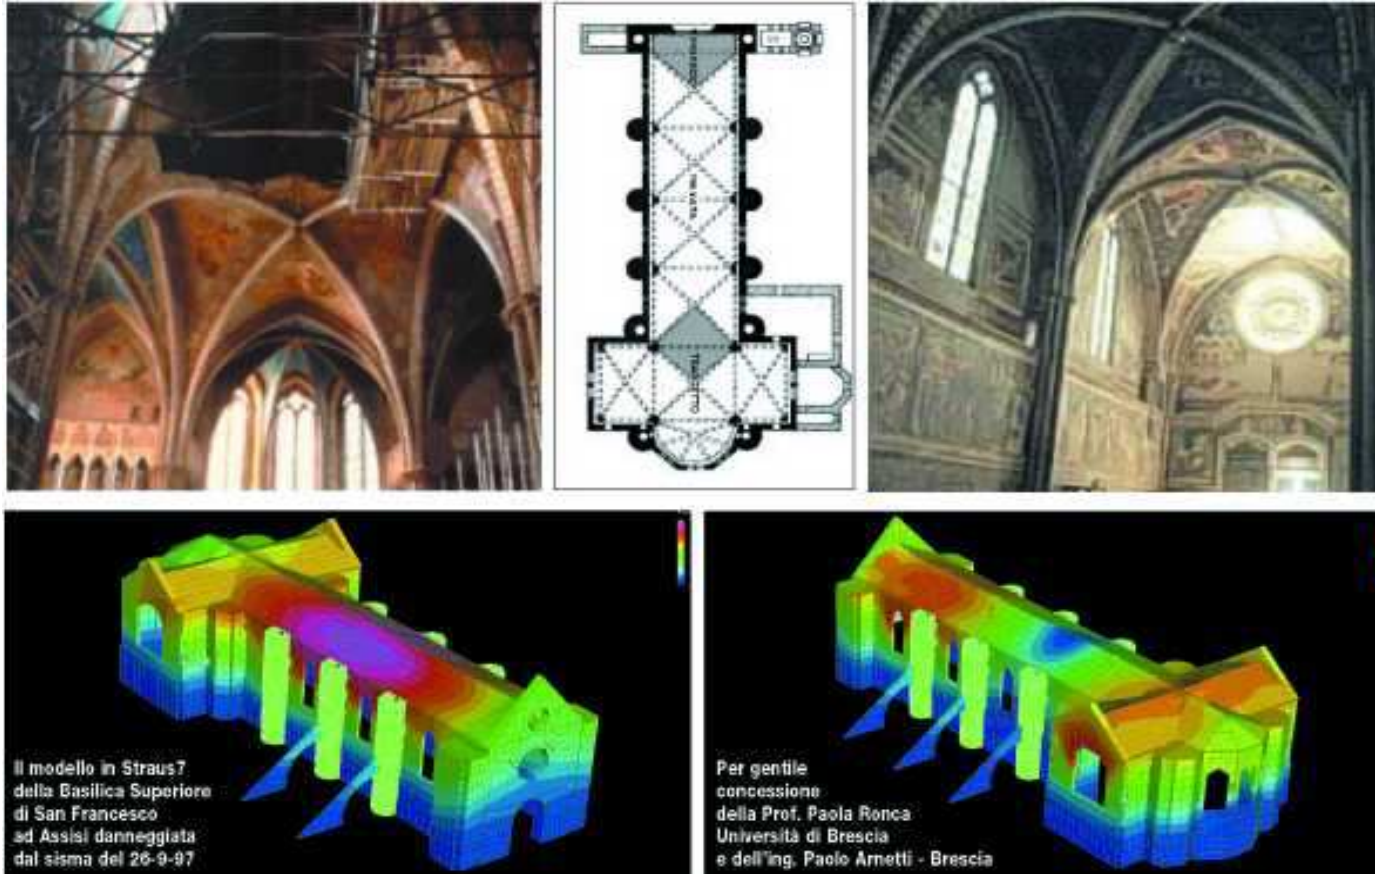 TRANSETTO
Il modello in Straus7
della Basilica Superiore
di San Francesco
ad Assisi danneggiata
dal sisma del 26-9-97
Per gentile
concessione
della Prof. Paola Ronca
Università di Brescia
e dell'ing. Paolo Arnetti - Brescia